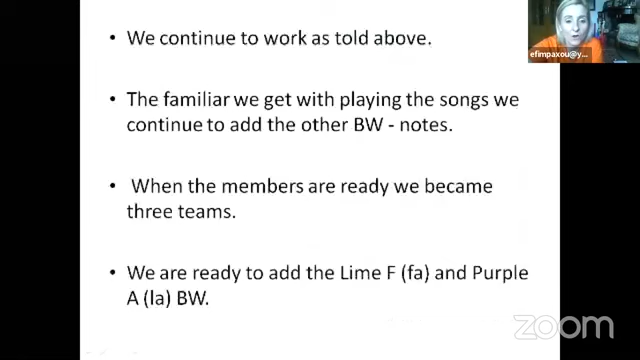 • We continue to work as told above.
efimpaxou@y...
• The familiar we get with playing the songs we
continue to add the other BW - notes.
• When the members are ready we became
three teams.
• We are ready to add the Lime F (fa) and Purple
A (la) BW.
zoom